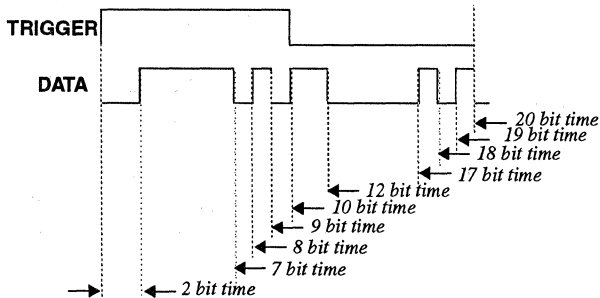 TRIGGER
DATA
20 bit time
19 bit time
18 bit time
17 bit time
12 bit time
10 bit time
9 bit time
8 bit time
7 bit time
2 bit time